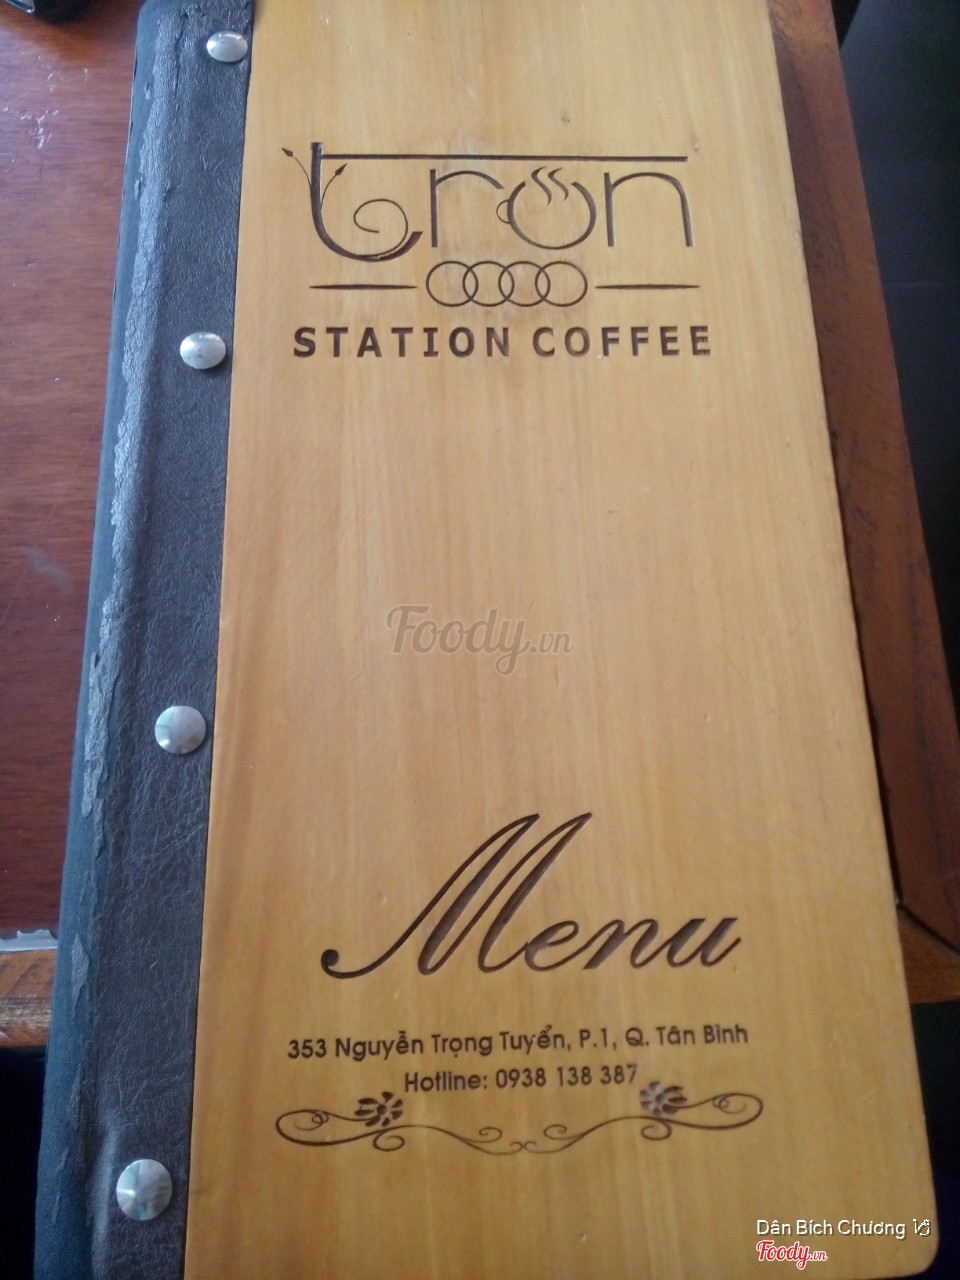 tron
STATION COFFEE
Foody.vn
Menu
353 Nguyễn Trọng Tuyển, P.1, Q. Tân Bình
Hotline: 0938 138 387
Dân Bích Chương
Foody.vn